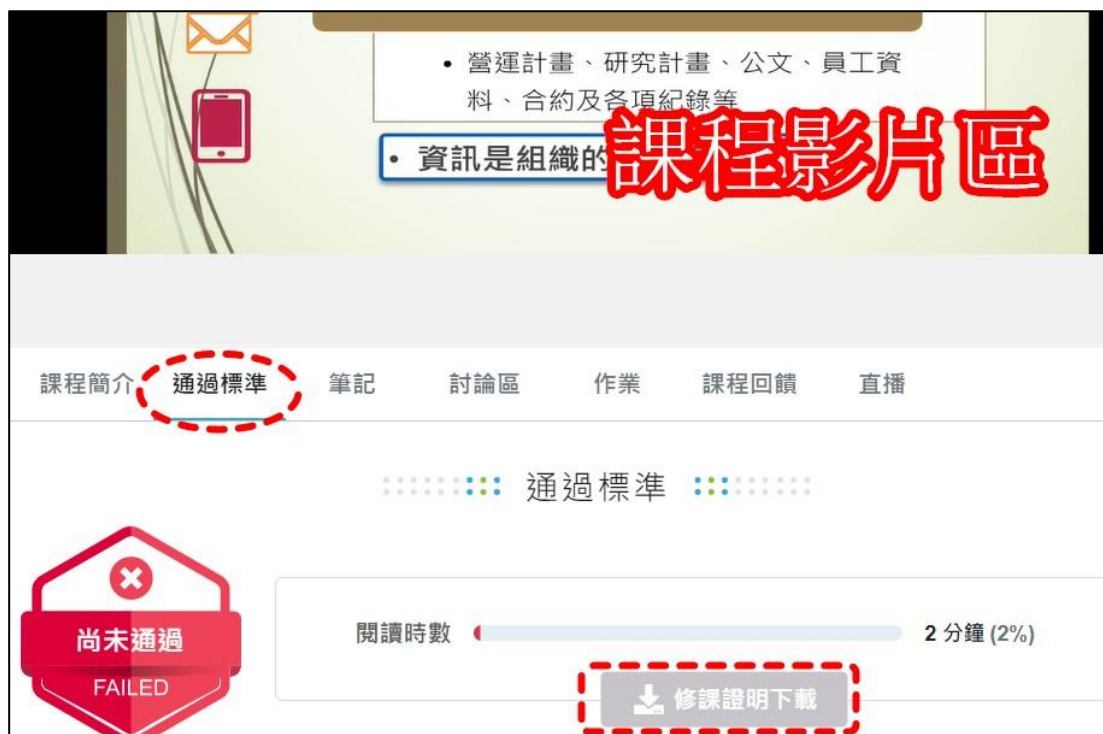 • 營運計畫、研究計畫、公文、員工資
料、合約及各項紀錄等
• 資訊是組織的
課程影片區
課程簡介 通過標準 筆記 討論區 作業 課程回饋 直播
通過標準
尚未通過
FAILED
閱讀時數 2 分鐘 (2%)
修課證明下載